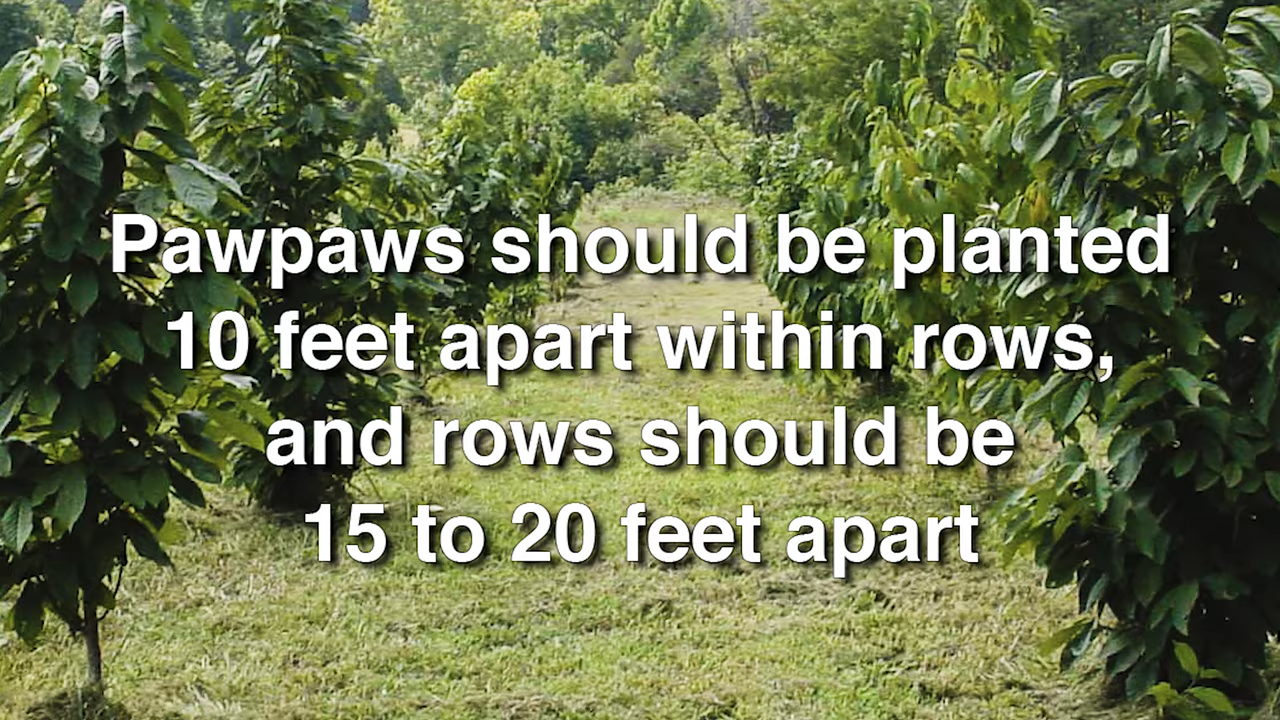 Pawpaws should be planted
10 feet apart within rows,
and rows should be
15 to 20 feet apart